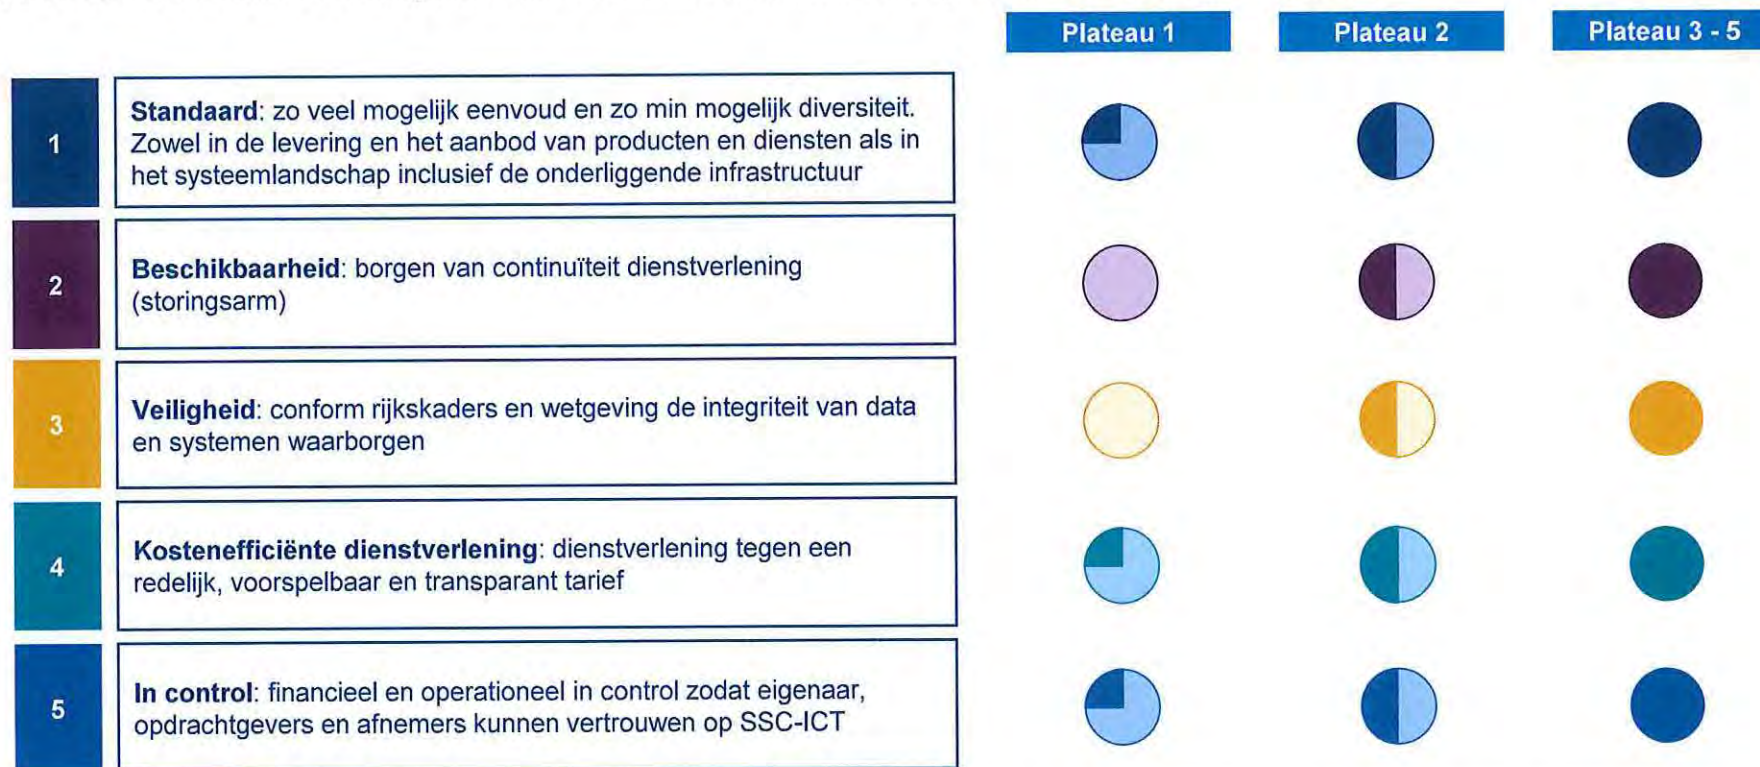 Plateau 1
Plateau 2
Plateau 3 - 5
1
Standaard: zo veel mogelijk eenvoud en zo min mogelijk diversiteit.
Zowel in de levering en het aanbod van producten en diensten als in
het systeemlandschap inclusief de onderliggende infrastructuur
2
Beschikbaarheid: borgen van continuïteit dienstverlening
(storingsarm)
3
Veiligheid: conform rijkskaders en wetgeving de integriteit van data
en systemen waarborgen
4
Kostenefficiënte dienstverlening: dienstverlening tegen een
redelijk, voorspelbaar en transparant tarief
5
In control: financieel en operationeel in control zodat eigenaar,
opdrachtgevers en afnemers kunnen vertrouwen op SSC-ICT